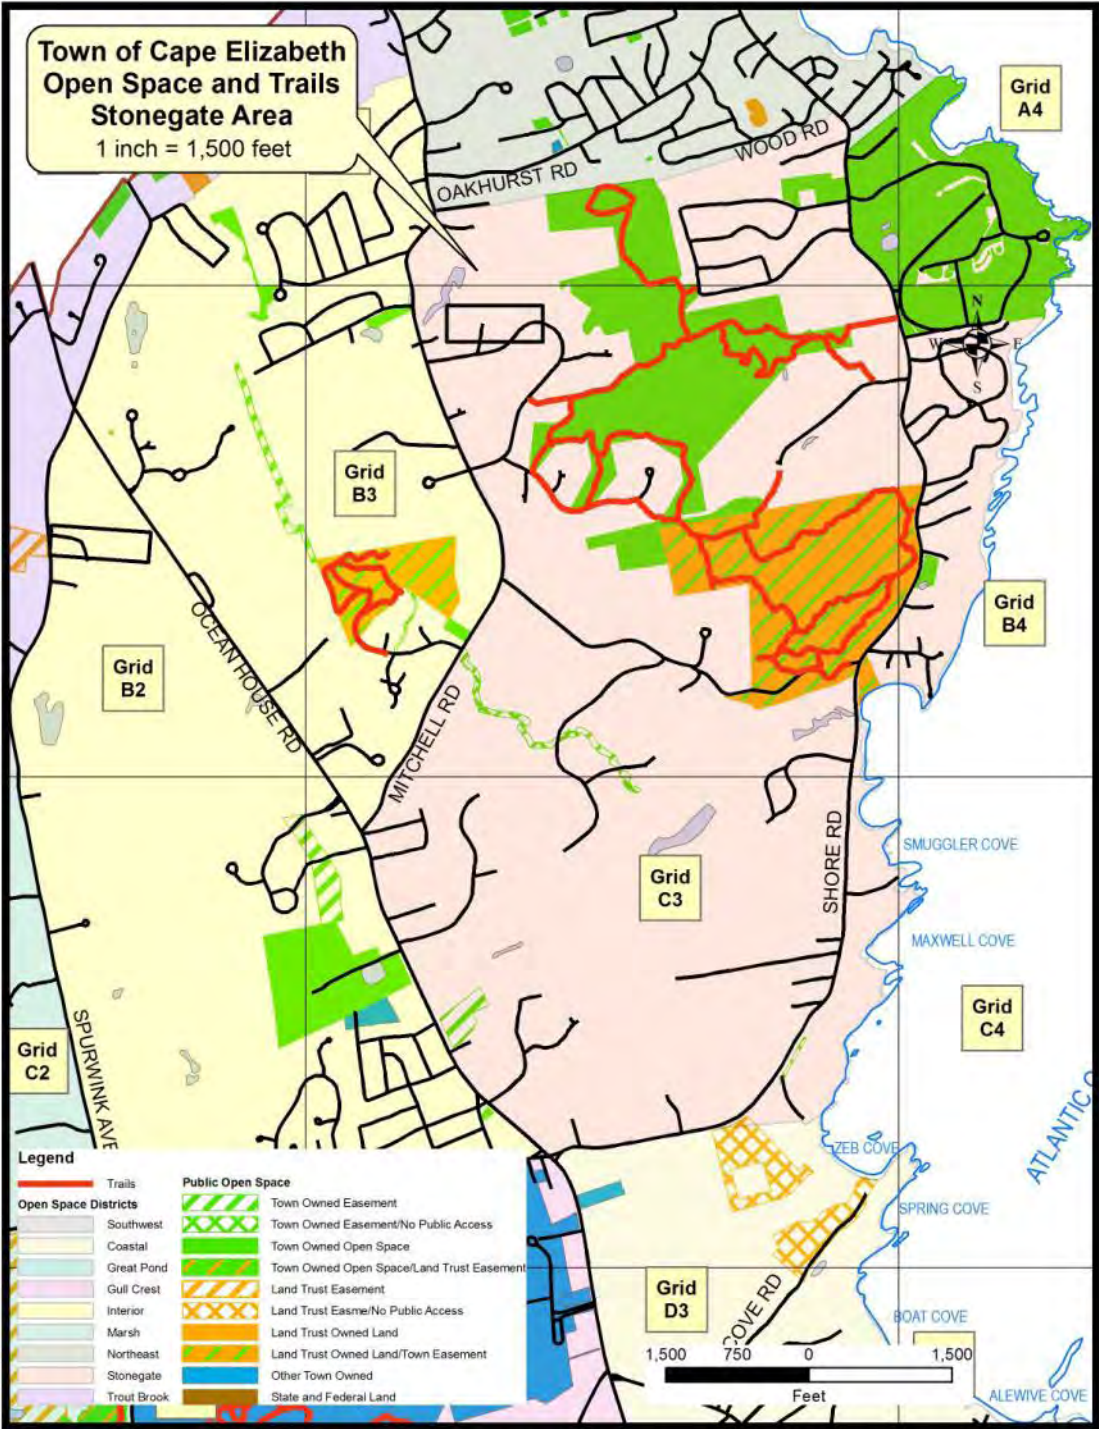 Town of Cape Elizabeth
Open Space and Trails
Stonegate Area
1 inch = 1,500 feet
Grid
A4
WOOD RD
OAKHURST RD
N
W
E
S
Grid
B3
Grid
B4
OCEAN HOUSE RD
Grid
B2
MITCHELL RD
SHORE RD
SMUGGLER COVE
Grid
C3
MAXWELL COVE
Grid
C4
SPURWINK AVE
Grid
C2
ATLANTIC
ZEB COVE
SPRING COVE
Grid
D3
COVE RD
BOAT COVE
ALEWIVE COVE
1,500
750
0
1,500
Feet
Legend
Trails
Open Space Districts
Southwest
Coastal
Great Pond
Gull Crest
Interior
Marsh
Northeast
Stonegate
Trout Brook
Public Open Space
Town Owned Easement
Town Owned Easement/No Public Access
Town Owned Open Space
Town Owned Open Space/Land Trust Easement
Land Trust Easement
Land Trust Easme/No Public Access
Land Trust Owned Land
Land Trust Owned Land/Town Easement
Other Town Owned
State and Federal Land